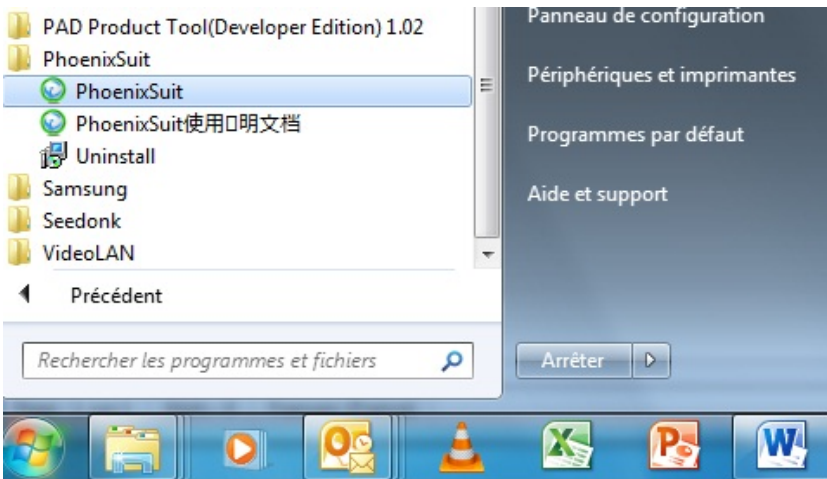 PAD Product Tool(Developer Edition) 1.02
PhoenixSuit
PhoenixSuit
PhoenixSuit使用□明文档
Uninstall
Samsung
Seedonk
VideoLAN
Précédent
Rechercher les programmes et fichiers
Panneau de configuration
Périphériques et imprimantes
Programmes par défaut
Aide et support
Arrêter